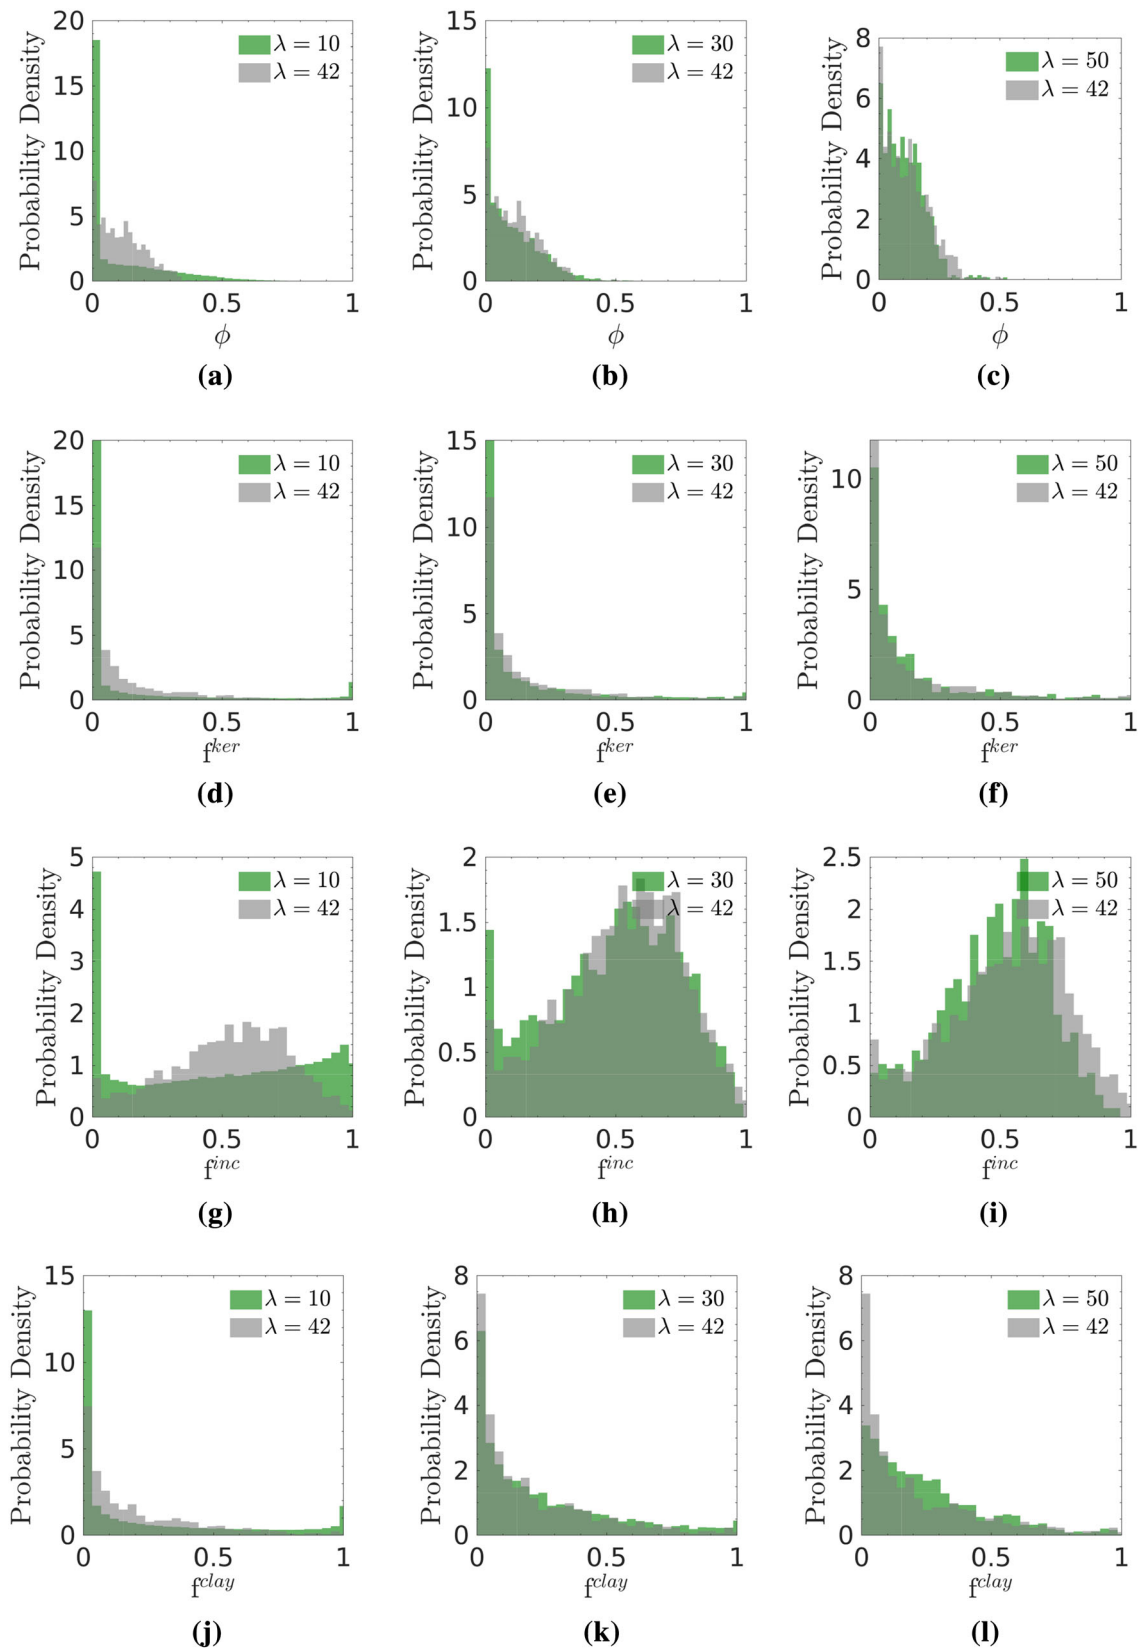 20
15
10
5
0
Probability Density
λ = 10
λ = 42
0 0.5 1
ϕ
(a)
15
10
5
0
Probability Density
λ = 30
λ = 42
0 0.5 1
ϕ
(b)
8
6
4
2
0
Probability Density
λ = 50
λ = 42
0 0.5 1
ϕ
(c)
20
15
10
5
0
Probability Density
λ = 10
λ = 42
0 0.5 1
f^ker
(d)
15
10
5
0
Probability Density
λ = 30
λ = 42
0 0.5 1
f^ker
(e)
10
5
0
Probability Density
λ = 50
λ = 42
0 0.5 1
f^ker
(f)
5
4
3
2
1
0
Probability Density
λ = 10
λ = 42
0 0.5 1
f^inc
(g)
2
1.5
1
0.5
0
Probability Density
λ = 30
λ = 42
0 0.5 1
f^inc
(h)
2.5
2
1.5
1
0.5
0
Probability Density
λ = 50
λ = 42
0 0.5 1
f^inc
(i)
15
10
5
0
Probability Density
λ = 10
λ = 42
0 0.5 1
f^clay
(j)
8
6
4
2
0
Probability Density
λ = 30
λ = 42
0 0.5 1
f^clay
(k)
8
6
4
2
0
Probability Density
λ = 50
λ = 42
0 0.5 1
f^clay
(l)